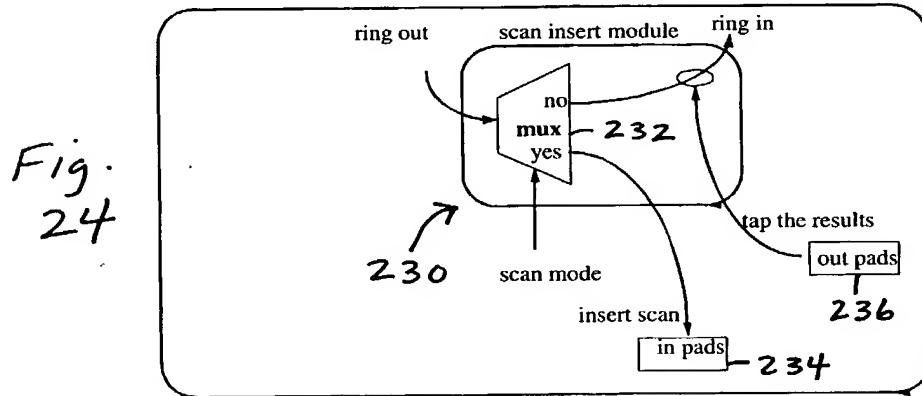 ring out
scan insert module
ring in
no
mux
232
yes
Fig.
24
tap the results
230
scan mode
out pads
236
insert scan
in pads
234